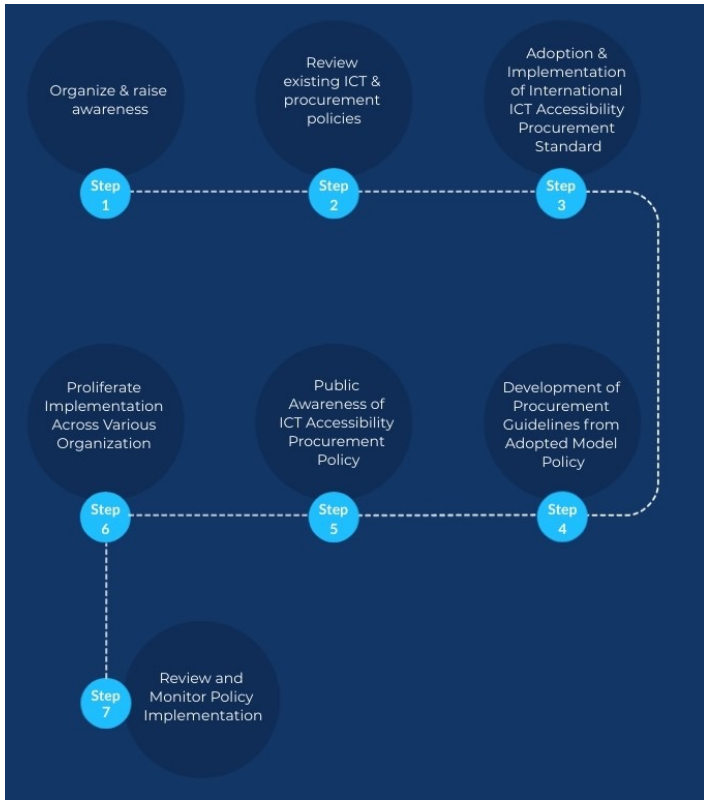 Organize & raise
awareness
Step
1
Review
existing ICT &
procurement
policies
Step
2
Adoption &
Implementation
of International
ICT Accessibility
Procurement
Standard
Step
3
Development of
Procurement
Guidelines from
Adopted Model
Policy
Step
4
Public
Awareness of
ICT Accessibility
Procurement
Policy
Step
5
Proliferate
Implementation
Across Various
Organization
Step
6
Review and
Monitor Policy
Implementation
Step
7